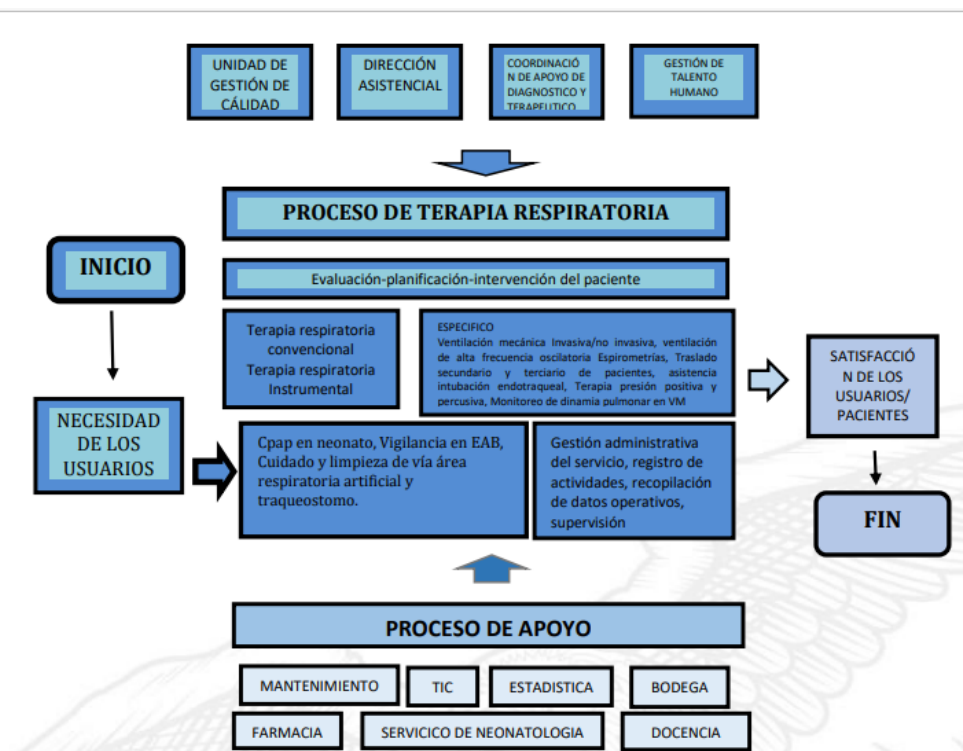 UNIDAD DE
GESTIÓN DE
CÁLIDAD
DIRECCIÓN
ASISTENCIAL
COORDINACIÓ
N DE APOYO DE
DIAGNOSTICO Y
TERAPEUTICO
GESTIÓN DE
TALENTO
HUMANO
PROCESO DE TERAPIA RESPIRATORIA
INICIO
Evaluación-planificación-intervención del paciente
Terapia respiratoria
convencional
Terapia respiratoria
Instrumental
ESPECIFICO
Ventilación mecánica Invasiva/no invasiva, ventilación
de alta frecuencia oscilatoria Espirometrías, Traslado
secundario y terciario de pacientes, asistencia
intubación endotraqueal, Terapia presión positiva y
percusiva, Monitoreo de dinamia pulmonar en VM
SATISFACCIÓ
N DE LOS
USUARIOS/
PACIENTES
NECESIDAD
DE LOS
USUARIOS
Cpap en neonato, Vigilancia en EAB,
Cuidado y limpieza de vía área
respiratoria artificial y
traqueostomo.
Gestión administrativa
del servicio, registro de
actividades, recopilación
de datos operativos,
supervisión
FIN
PROCESO DE APOYO
MANTENIMIENTO
TIC
ESTADISTICA
BODEGA
FARMACIA
SERVICICO DE NEONATOLOGIA
DOCENCIA